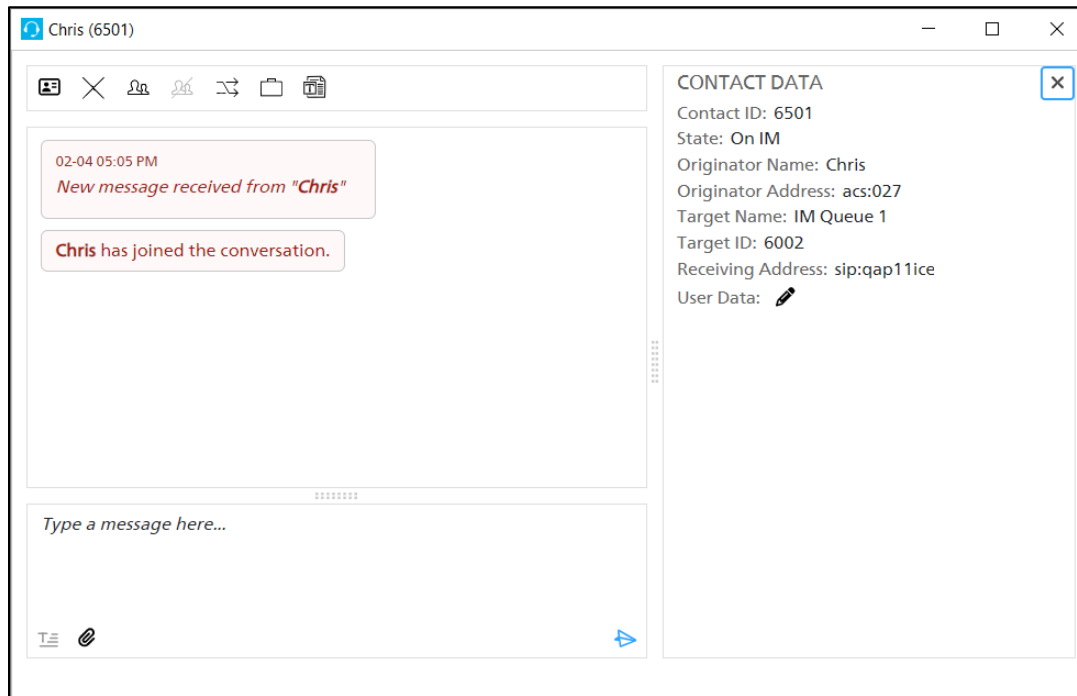 Chris (6501)
02-04 05:05 PM
New message received from "Chris"
Chris has joined the conversation.
Type a message here...
CONTACT DATA
Contact ID: 6501
State: On IM
Originator Name: Chris
Originator Address: acs:027
Target Name: IM Queue 1
Target ID: 6002
Receiving Address: sip:qap11ice
User Data: